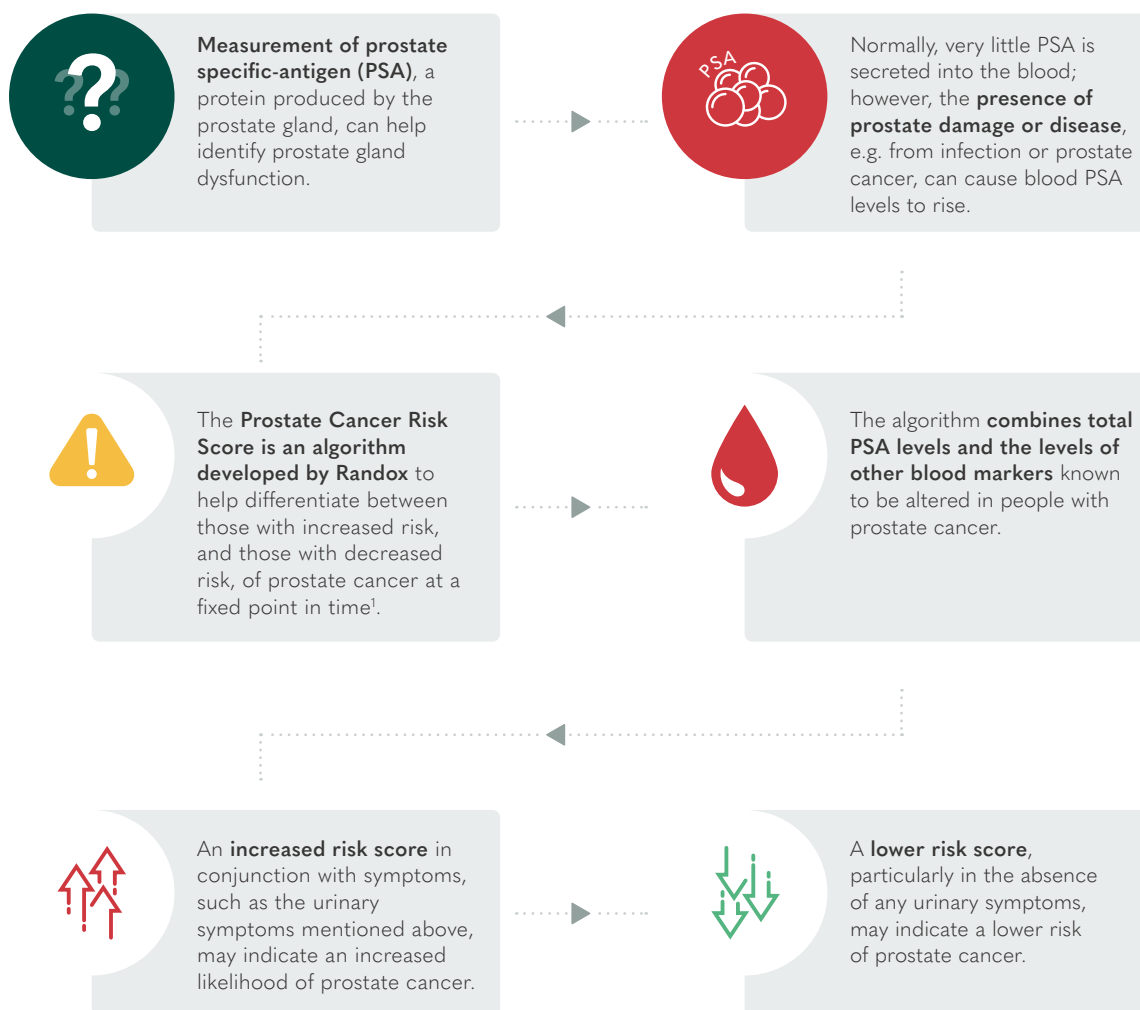 ???
Measurement of prostate
specific-antigen (PSA), a
protein produced by the
prostate gland, can help
identify prostate gland
dysfunction.
PSA
Normally, very little PSA is
secreted into the blood;
however, the presence of
prostate damage or disease,
e.g. from infection or prostate
cancer, can cause blood PSA
levels to rise.
!
The Prostate Cancer Risk
Score is an algorithm
developed by Randox to
help differentiate between
those with increased risk,
and those with decreased
risk, of prostate cancer at a
fixed point in time¹.
The algorithm combines total
PSA levels and the levels of
other blood markers known
to be altered in people with
prostate cancer.
An increased risk score in
conjunction with symptoms,
such as the urinary
symptoms mentioned above,
may indicate an increased
likelihood of prostate cancer.
A lower risk score,
particularly in the absence
of any urinary symptoms,
may indicate a lower risk
of prostate cancer.